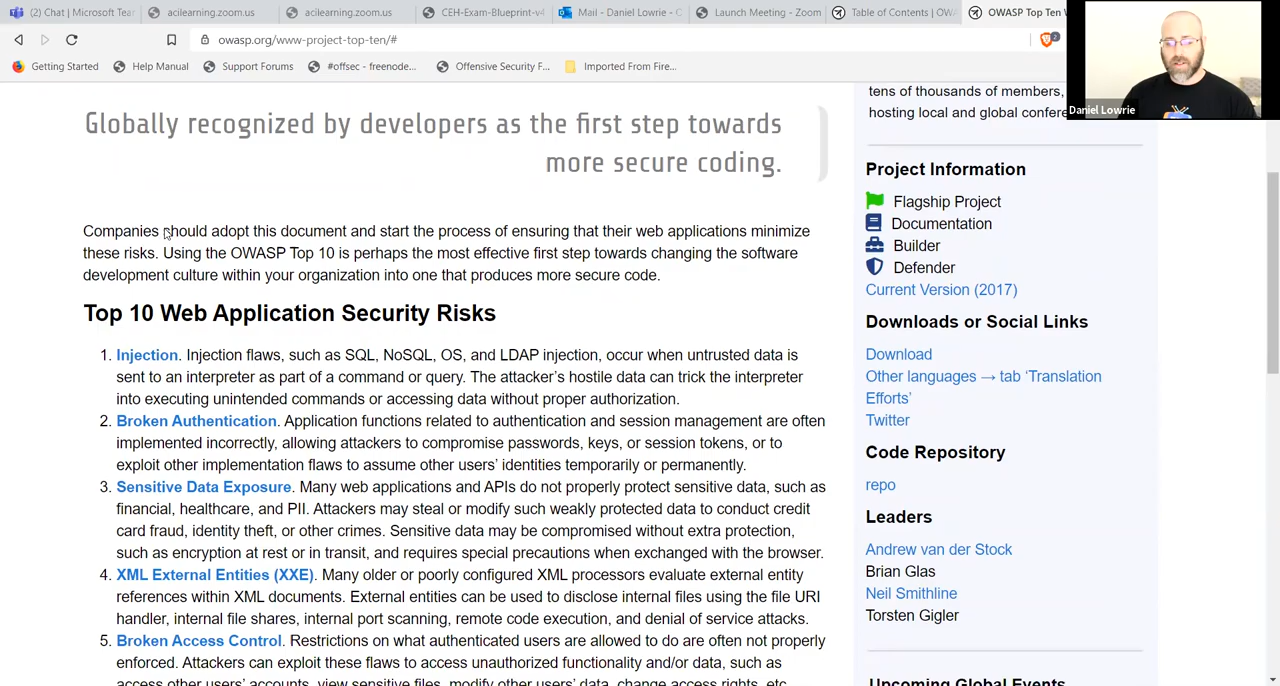 (2) Chat | Microsoft Tea
acilearning.zoom.us
acilearning.zoom.us
CEH-Exam-Blueprint-v4
Mail - Daniel Lowrie - O
Launch Meeting - Zoom
Table of Contents | OW
OWASP Top Ten W
owasp.org/www-project-top-ten/#
2
Getting Started
Help Manual
Support Forums
#offsec - freenode...
Offensive Security F...
Imported From Fire...
Daniel Lowrie
Globally recognized by developers as the first step towards
more secure coding.
Companies should adopt this document and start the process of ensuring that their web applications minimize
these risks. Using the OWASP Top 10 is perhaps the most effective first step towards changing the software
development culture within your organization into one that produces more secure code.
Top 10 Web Application Security Risks
1. Injection. Injection flaws, such as SQL, NoSQL, OS, and LDAP injection, occur when untrusted data is
sent to an interpreter as part of a command or query. The attacker's hostile data can trick the interpreter
into executing unintended commands or accessing data without proper authorization.
2. Broken Authentication. Application functions related to authentication and session management are often
implemented incorrectly, allowing attackers to compromise passwords, keys, or session tokens, or to
exploit other implementation flaws to assume other users' identities temporarily or permanently.
3. Sensitive Data Exposure. Many web applications and APIs do not properly protect sensitive data, such as
financial, healthcare, and PII. Attackers may steal or modify such weakly protected data to conduct credit
card fraud, identity theft, or other crimes. Sensitive data may be compromised without extra protection,
such as encryption at rest or in transit, and requires special precautions when exchanged with the browser.
4. XML External Entities (XXE). Many older or poorly configured XML processors evaluate external entity
references within XML documents. External entities can be used to disclose internal files using the file URI
handler, internal file shares, internal port scanning, remote code execution, and denial of service attacks.
5. Broken Access Control. Restrictions on what authenticated users are allowed to do are often not properly
enforced. Attackers can exploit these flaws to access unauthorized functionality and/or data, such as
access other users' accounts, view sensitive files, modify other users' data, change access rights, etc.
tens of thousands of members,
hosting local and global confere
Project Information
Flagship Project
Documentation
Builder
Defender
Current Version (2017)
Downloads or Social Links
Download
Other languages → tab 'Translation
Efforts'
Twitter
Code Repository
repo
Leaders
Andrew van der Stock
Brian Glas
Neil Smithline
Torsten Gigler
Upcoming Global Events